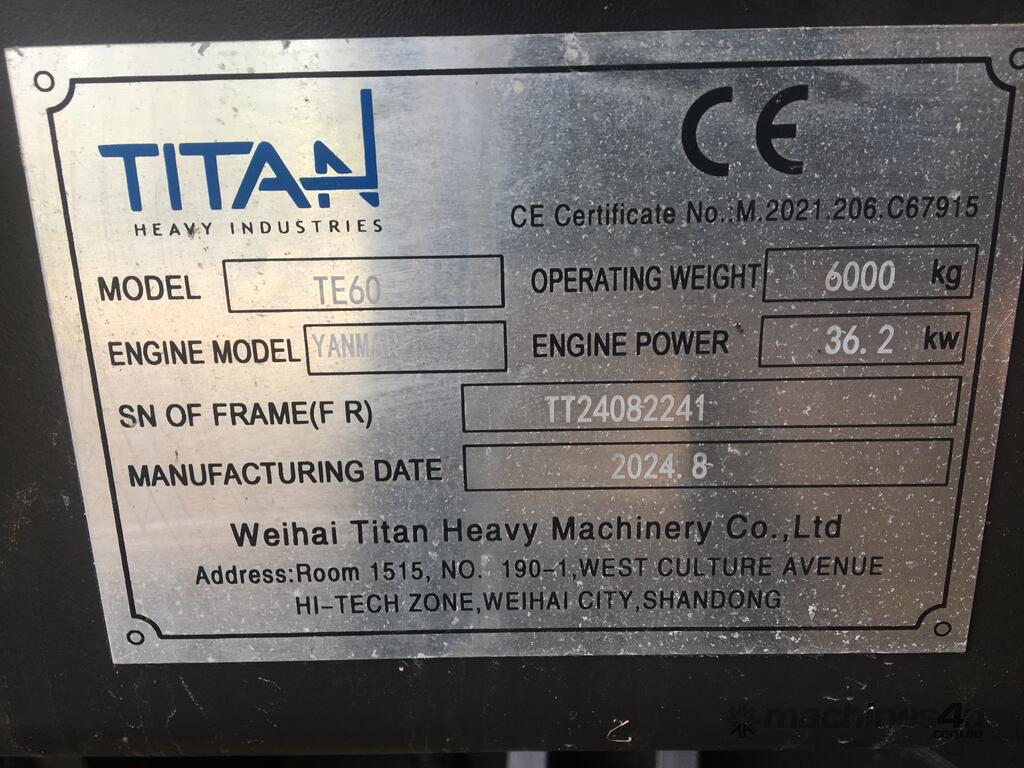 TITAN
HEAVY INDUSTRIES
CE
CE Certificate No.:M.2021.206.C67915
MODEL TE60 OPERATING WEIGHT 6000 kg
ENGINE MODEL YANMAR ENGINE POWER 36.2 kw
SN OF FRAME(F R) TT24082241
MANUFACTURING DATE 2024.8
Weihai Titan Heavy Machinery Co.,Ltd
Address:Room 1515, NO. 190-1,WEST CULTURE AVENUE
HI-TECH ZONE,WEIHAI CITY,SHANDONG
machines4u
.com.au